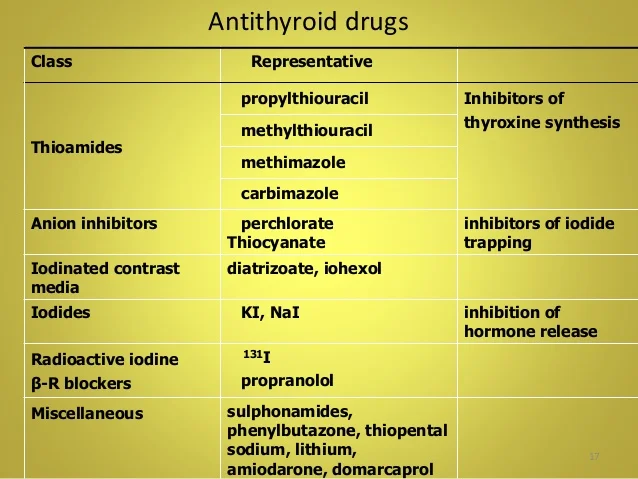 Antithyroid drugs
Class Representative
Thioamides
propylthiouracil
methylthiouracil
methimazole
carbimazole
Inhibitors of
thyroxine synthesis
Anion inhibitors
perchlorate
Thiocyanate
inhibitors of iodide
trapping
Iodinated contrast
media
diatrizoate, iohexol
Iodides
KI, NaI
inhibition of
hormone release
Radioactive iodine
β-R blockers
¹³¹I
propranolol
Miscellaneous
sulphonamides,
phenylbutazone, thiopental
sodium, lithium,
amiodarone, domarcaprol
37